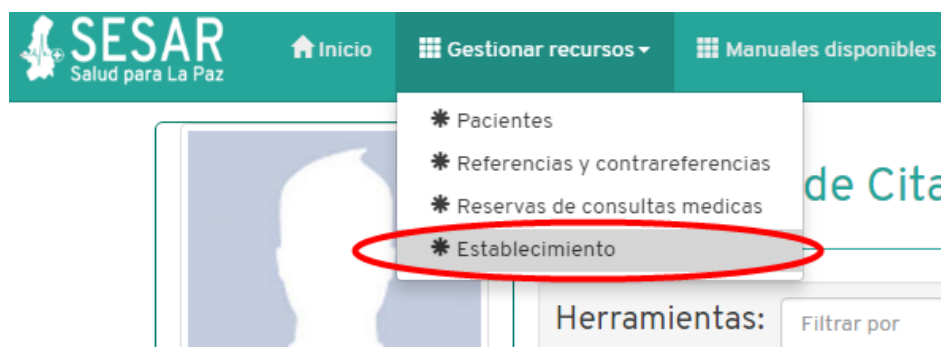 SESAR
Salud para La Paz
Inicio
Gestionar recursos
Manuales disponibles
Pacientes
Referencias y contrareferencias
Reservas de consultas medicas
Establecimiento
de Cita
Herramientas:
Filtrar por